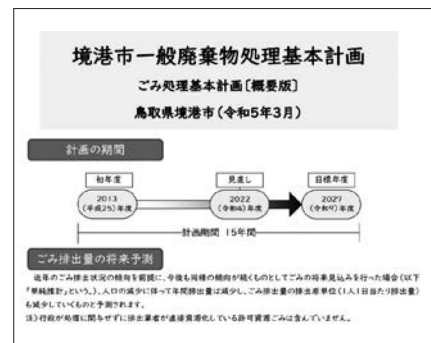 境港市一般廃棄物処理基本計画
ごみ処理基本計画〔概要版〕
鳥取県境港市(令和5年3月)
計画の期間
初年度 見直し 目標年度
2013 2022 2027
(平成25)年度 (令和4)年度 (令和9)年度
計画期間 15年間
ごみ排出量の将来予測
近年のごみ排出状況の傾向を前提に、今後も同様の傾向が続くものとしてごみの将来見込みを行った場合(以下
「単純推計」という。)、人口の減少に伴って年間排出量は減少し、ごみ排出量の排出原単位(1人1日当たり排出量)
も減少していくものと予測されます。
注)行政が処理に関与せずに排出業者が直接資源化している許可資源ごみは含んでいません。